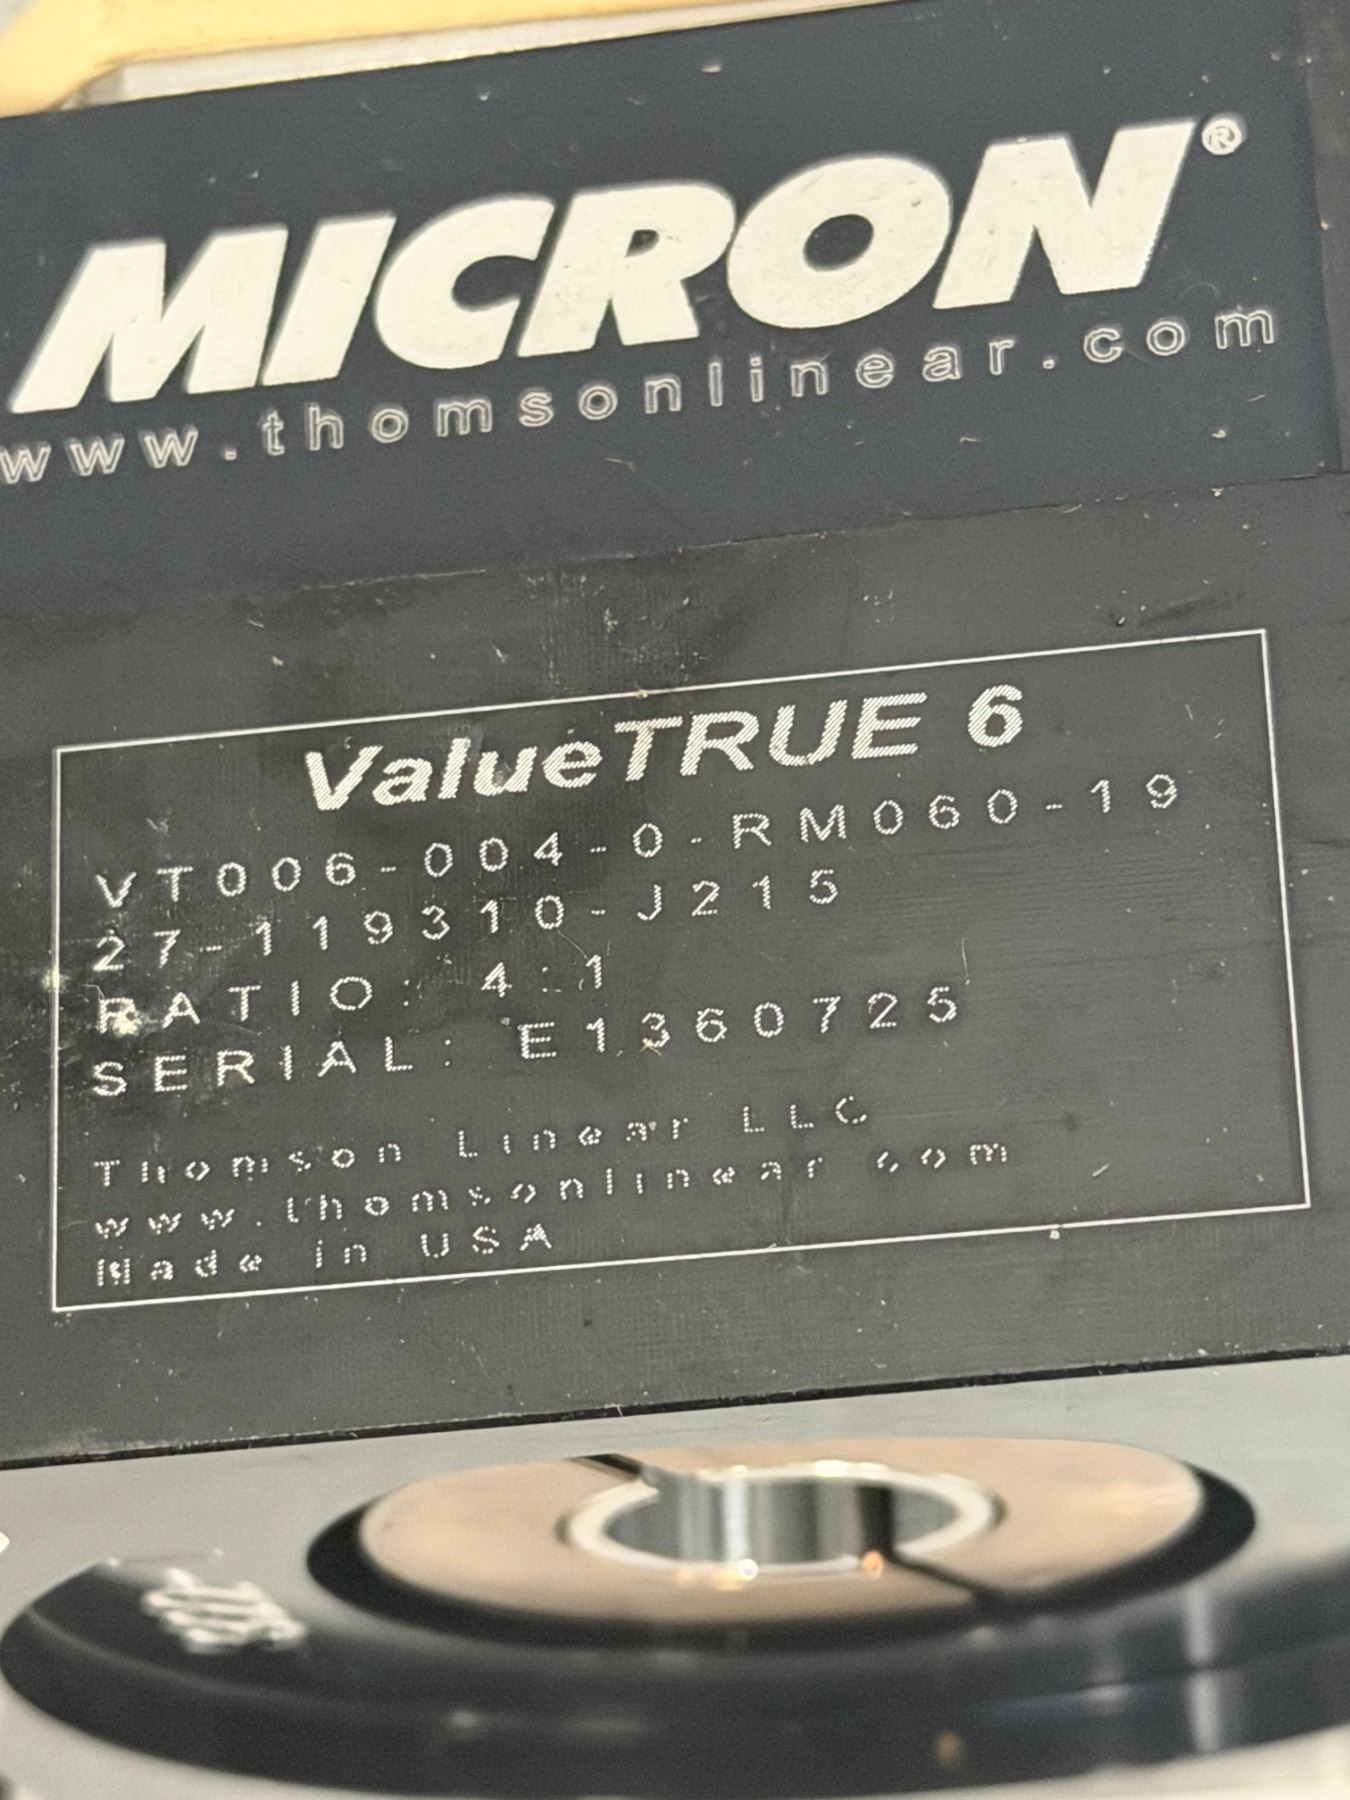 MICRON®
www.thomsonlinear.com
ValueTRUE 6
VT006-004-0-RM060-19
27-119310-J215
RATIO: 4:1
SERIAL: E1360725
Thomson Linear LLC
www.thomsonlinear.com
Made in USA